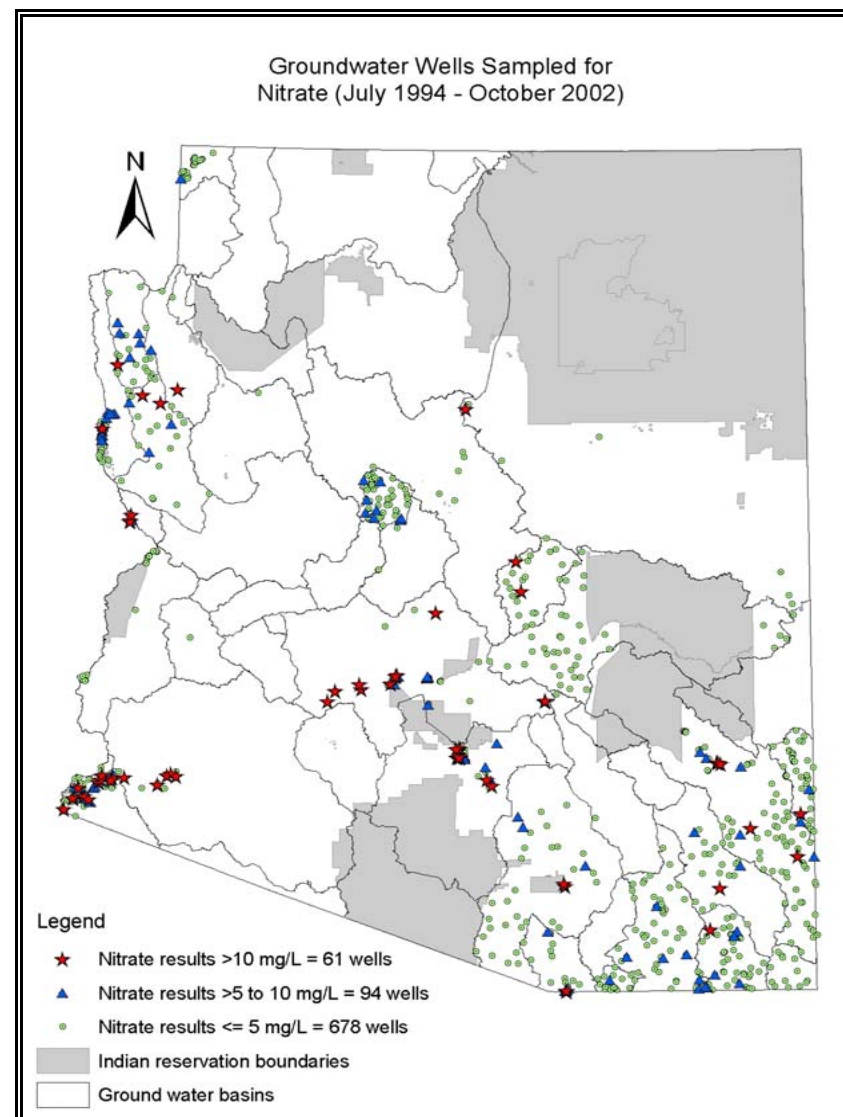 Groundwater Wells Sampled for
Nitrate (July 1994 - October 2002)
N
Legend
Nitrate results >10 mg/L = 61 wells
Nitrate results >5 to 10 mg/L = 94 wells
Nitrate results <= 5 mg/L = 678 wells
Indian reservation boundaries
Ground water basins